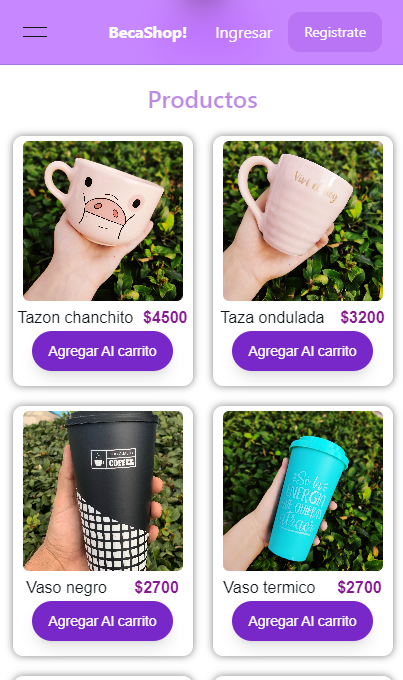 BecaShop!
Ingresar
Registrate
Productos
Tazon chanchito $4500
Taza ondulada $3200
Agregar Al carrito
Agregar Al carrito
COFFEE
Vaso negro $2700
Vaso termico $2700
Agregar Al carrito
Agregar Al carrito